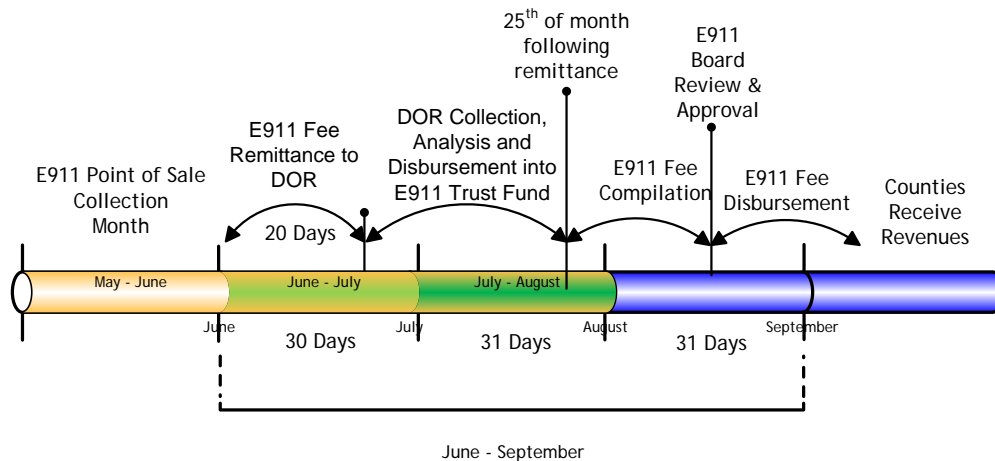 25th of month
following
remittance
E911
Board
Review &
Approval
E911 Fee
Remittance to
DOR
DOR Collection,
Analysis and
Disbursement into
E911 Trust Fund
E911 Point of Sale
Collection
Month
E911 Fee
Compilation
E911 Fee
Disbursement
Counties
Receive
Revenues
20 Days
May - June
June - July
July - August
June
July
August
September
30 Days
31 Days
31 Days
June - September